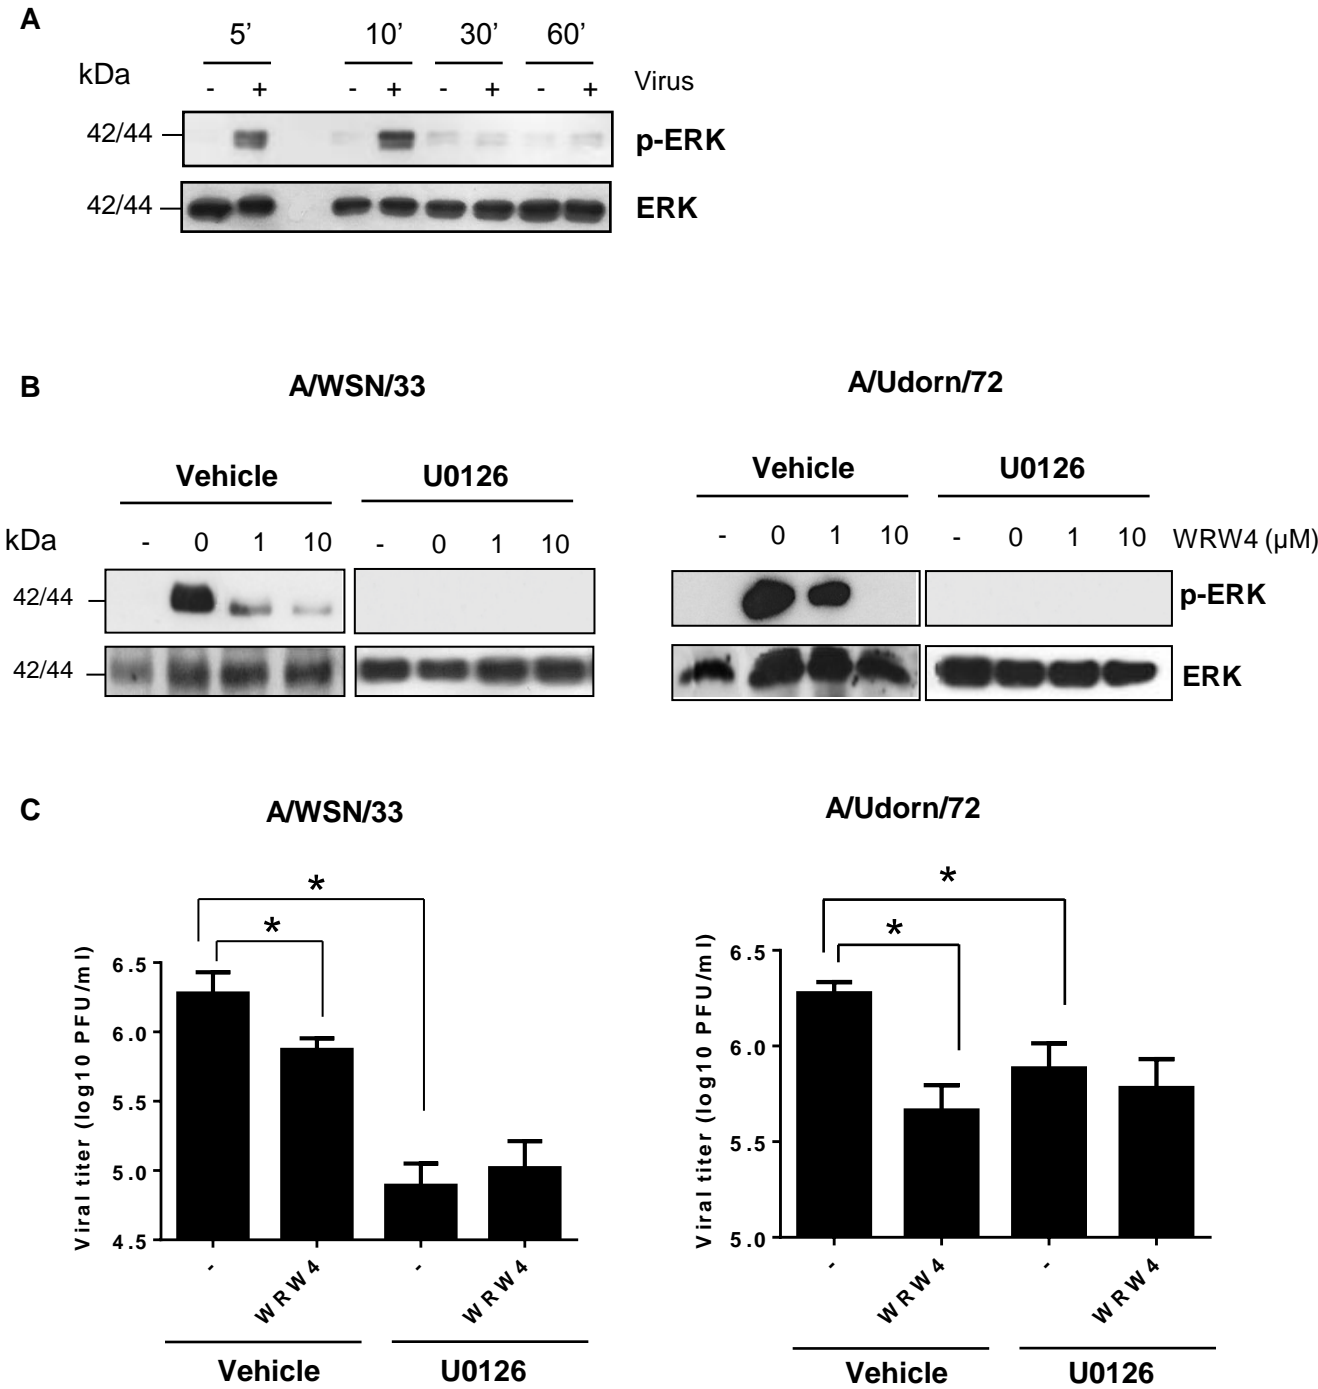 A
5’ 10’ 30’ 60’
kDa
- + - + - + - + Virus
42/44 p-ERK
42/44 ERK
B
A/WSN/33 A/Udorn/72
Vehicle U0126 Vehicle U0126
kDa - 0 1 10 - 0 1 10 - 0 1 10 - 0 1 10 WRW4 (µM)
42/44 p-ERK
42/44 ERK
C
A/WSN/33
* *
Viral titer (log10 PFU/ml)
6.5
6.0
5.5
5.0
4.5
- WRW4 - WRW4
Vehicle U0126
A/Udorn/72
* *
Viral titer (log10 PFU/ml)
6.5
6.0
5.5
5.0
- WRW4 - WRW4
Vehicle U0126